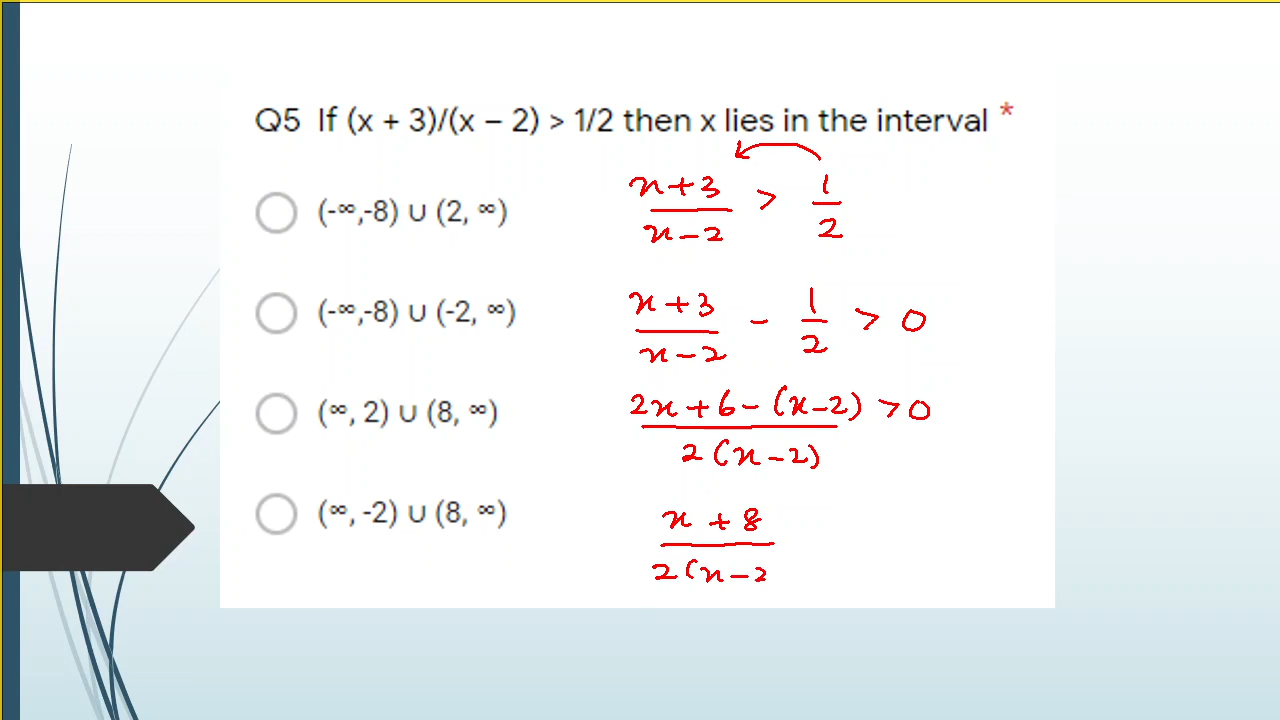 Q5 If (x + 3)/(x – 2) > 1/2 then x lies in the interval *
(-∞,-8) ∪ (2, ∞)
(-∞,-8) ∪ (-2, ∞)
(∞, 2) ∪ (8, ∞)
(∞, -2) ∪ (8, ∞)
x+3 > 1
x-2 2
x+3 - 1 > 0
x-2 2
2x+6-(x-2) >0
2(x-2)
x +8
2(x-2